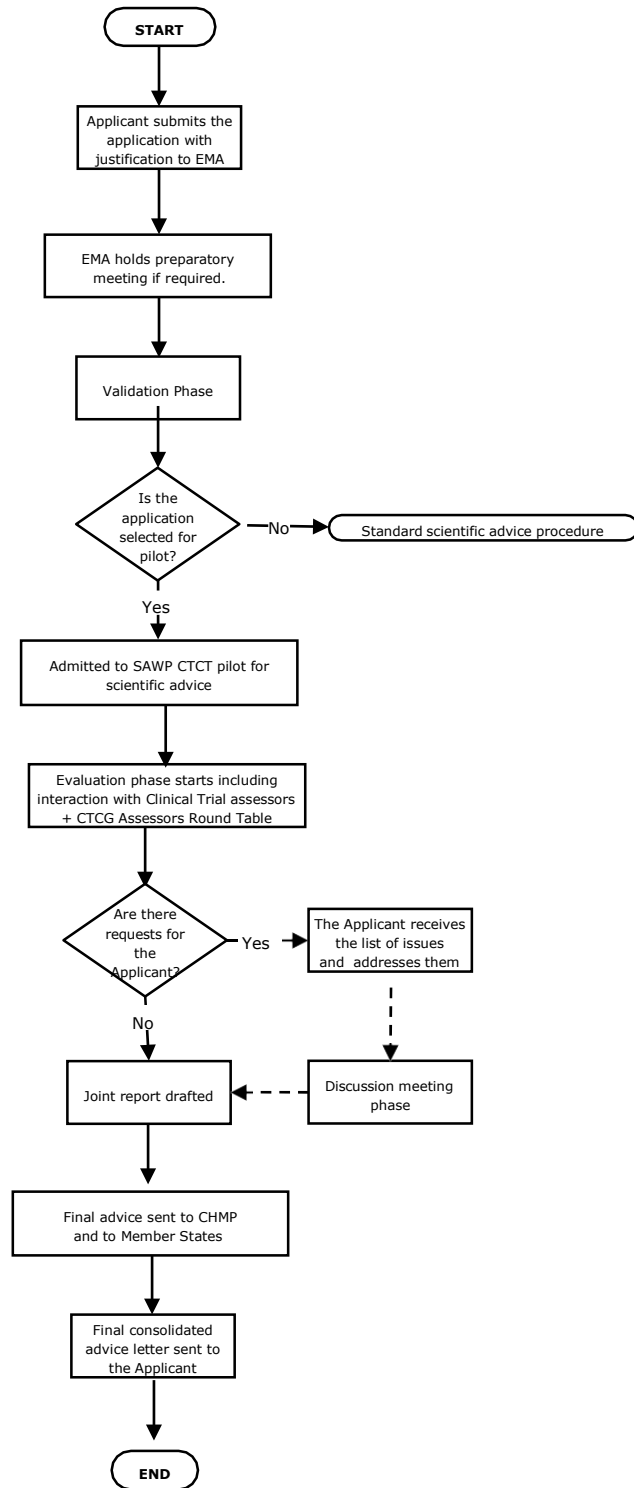 START
Applicant submits the
application with
justification to EMA
EMA holds preparatory
meeting if required.
Validation Phase
Is the
application
selected for
pilot?
No
Standard scientific advice procedure
Yes
Admitted to SAWP CTCT pilot for
scientific advice
Evaluation phase starts including
interaction with Clinical Trial assessors
+ CTCG Assessors Round Table
Are there
requests for
the
Applicant?
Yes
The Applicant receives
the list of issues
and addresses them
No
Joint report drafted
Discussion meeting
phase
Final advice sent to CHMP
and to Member States
Final consolidated
advice letter sent to
the Applicant
END